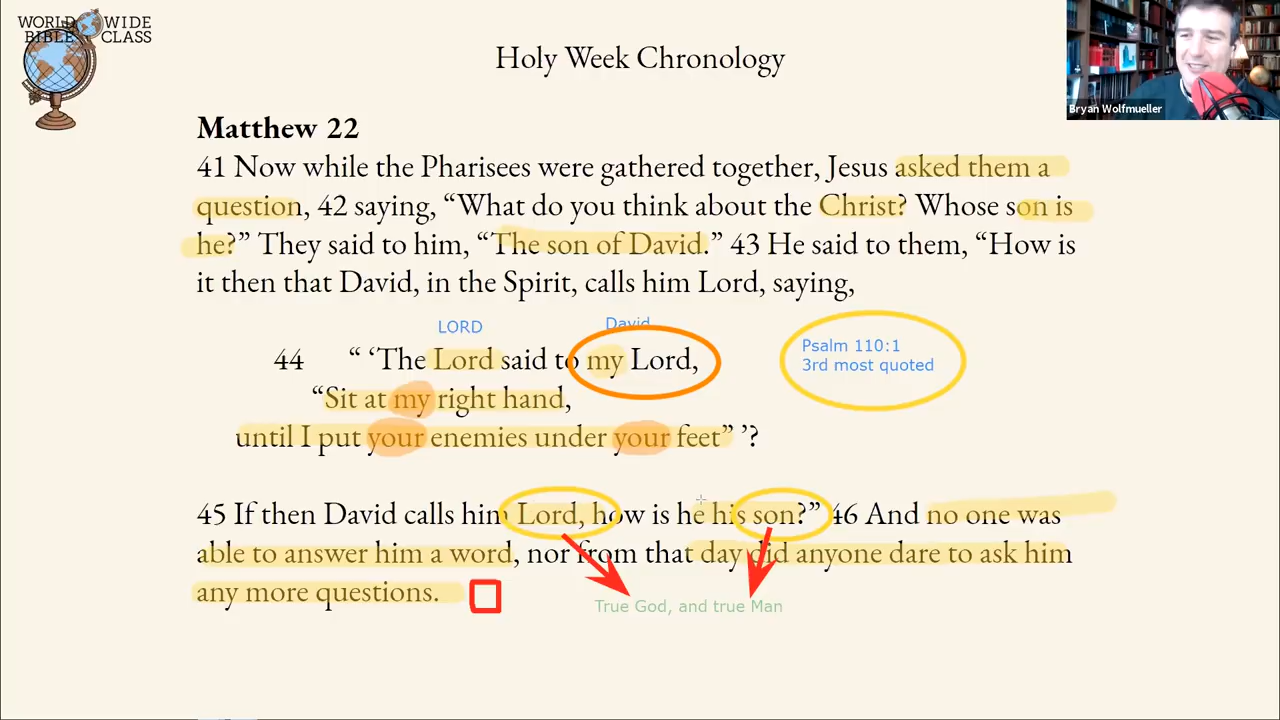 WORLD WIDE
BIBLE CLASS
Holy Week Chronology
Bryan Wolfmueller
Matthew 22
41 Now while the Pharisees were gathered together, Jesus asked them a
question, 42 saying, “What do you think about the Christ? Whose son is
he?” They said to him, “The son of David.” 43 He said to them, “How is
it then that David, in the Spirit, calls him Lord, saying,
LORD David
44 “ ‘The Lord said to my Lord,
“Sit at my right hand,
until I put your enemies under your feet” ’?
Psalm 110:1
3rd most quoted
45 If then David calls him Lord, how is he his son?” 46 And no one was
able to answer him a word, nor from that day did anyone dare to ask him
any more questions.
True God, and true Man